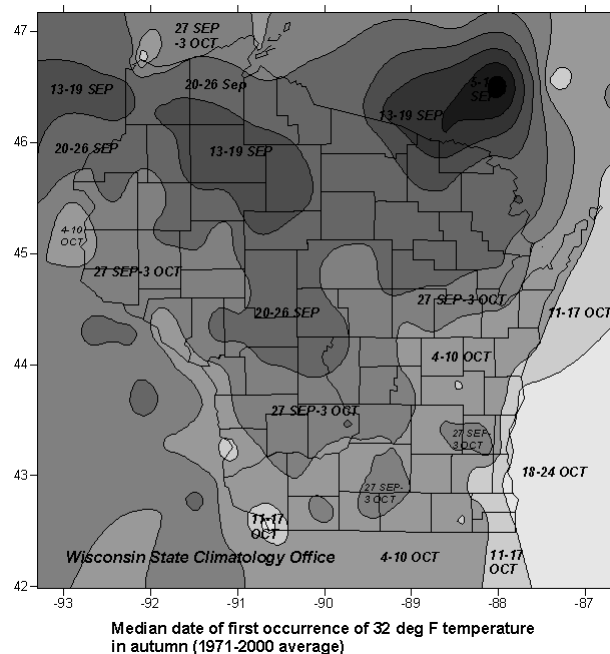 47
27 SEP
-3 OCT
20-26 Sep
13-19 SEP
SEP
13-19 SEP
46
20-26 SEP
13-19 SEP
4-10
OCT
45
27 SEP-3 OCT
27 SEP-3 OCT
11-17 OCT
20-26 SEP
44
4-10 OCT
27 SEP-3 OCT
27 SEP-
3 OCT
43
18-24 OCT
27 SEP-
3 OCT
11-17
OCT
Wisconsin State Climatology Office
4-10 OCT
11-17
OCT
42
-93
-92
-91
-90
-89
-88
-87
Median date of first occurrence of 32 deg F temperature
in autumn (1971-2000 average)